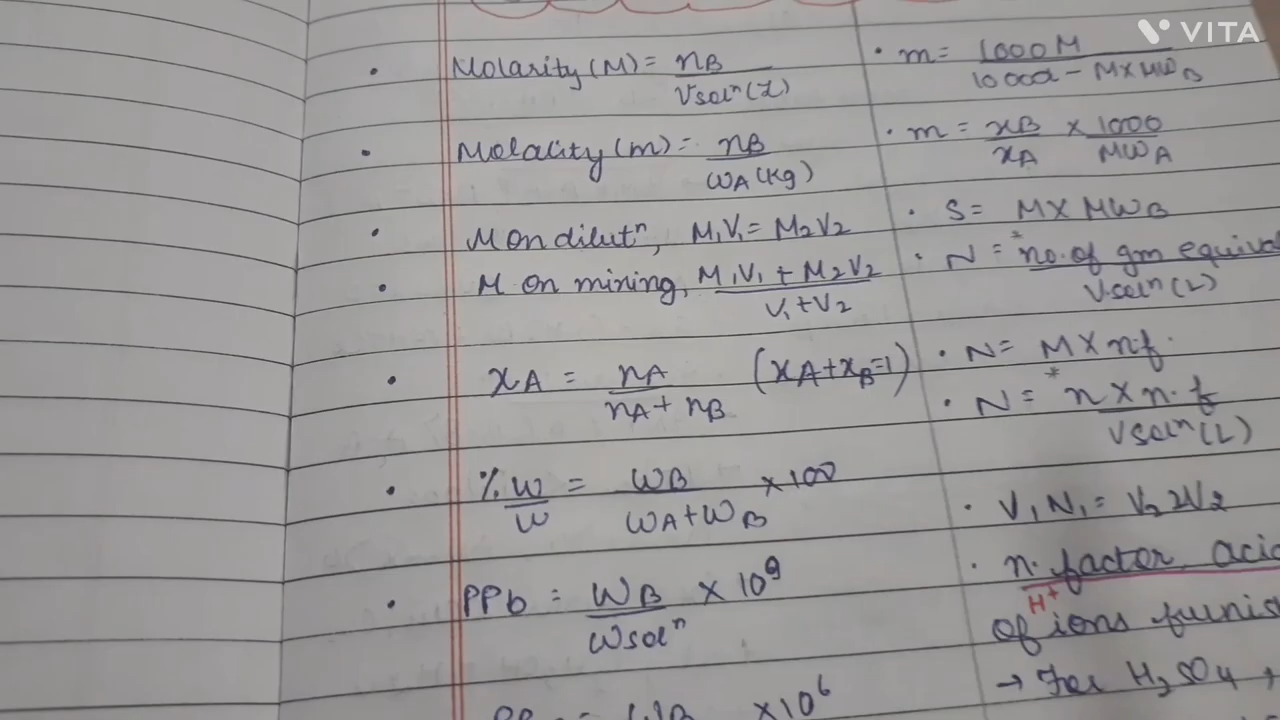 VITA
Molarity (M) = nB / Vsolⁿ(L)
Molality (m) = nB / wA (kg)
M on dilutⁿ, M₁V₁ = M₂V₂
M on mixing, M₁V₁ + M₂V₂ / V₁ + V₂
xA = nA / nA + nB (xA + xB = 1)
% w/w = wB / wA + wB × 100
PPb = wB / wsolⁿ × 10⁹
× 10⁶
m = 1000 M / 1000d - M × MWB
m = xB / xA × 1000 / MWA
S = M × MWB
N = *no. of gm equival / Vsolⁿ(L)
N = M × nf.
N = *n × n.f / Vsolⁿ(L)
V₁N₁ = V₂
n. factor, acid
H⁺
of ions furnis
→ For H₂SO₄,